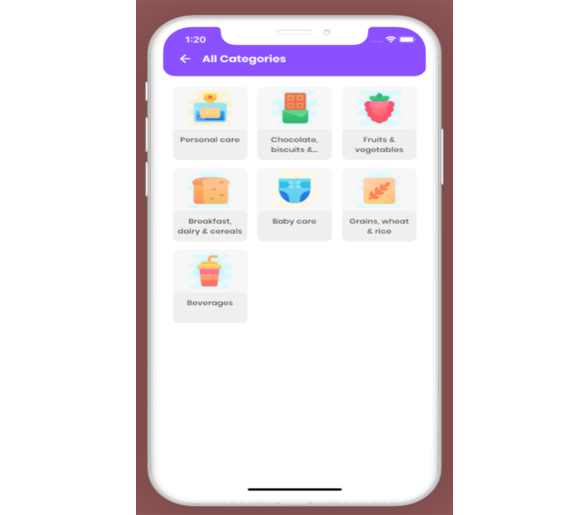 1:20
All Categories
Personal care
Chocolate,
biscuits &...
Fruits &
vegetables
Breakfast,
dairy & cereals
Baby care
Grains, wheat
& rice
Beverages